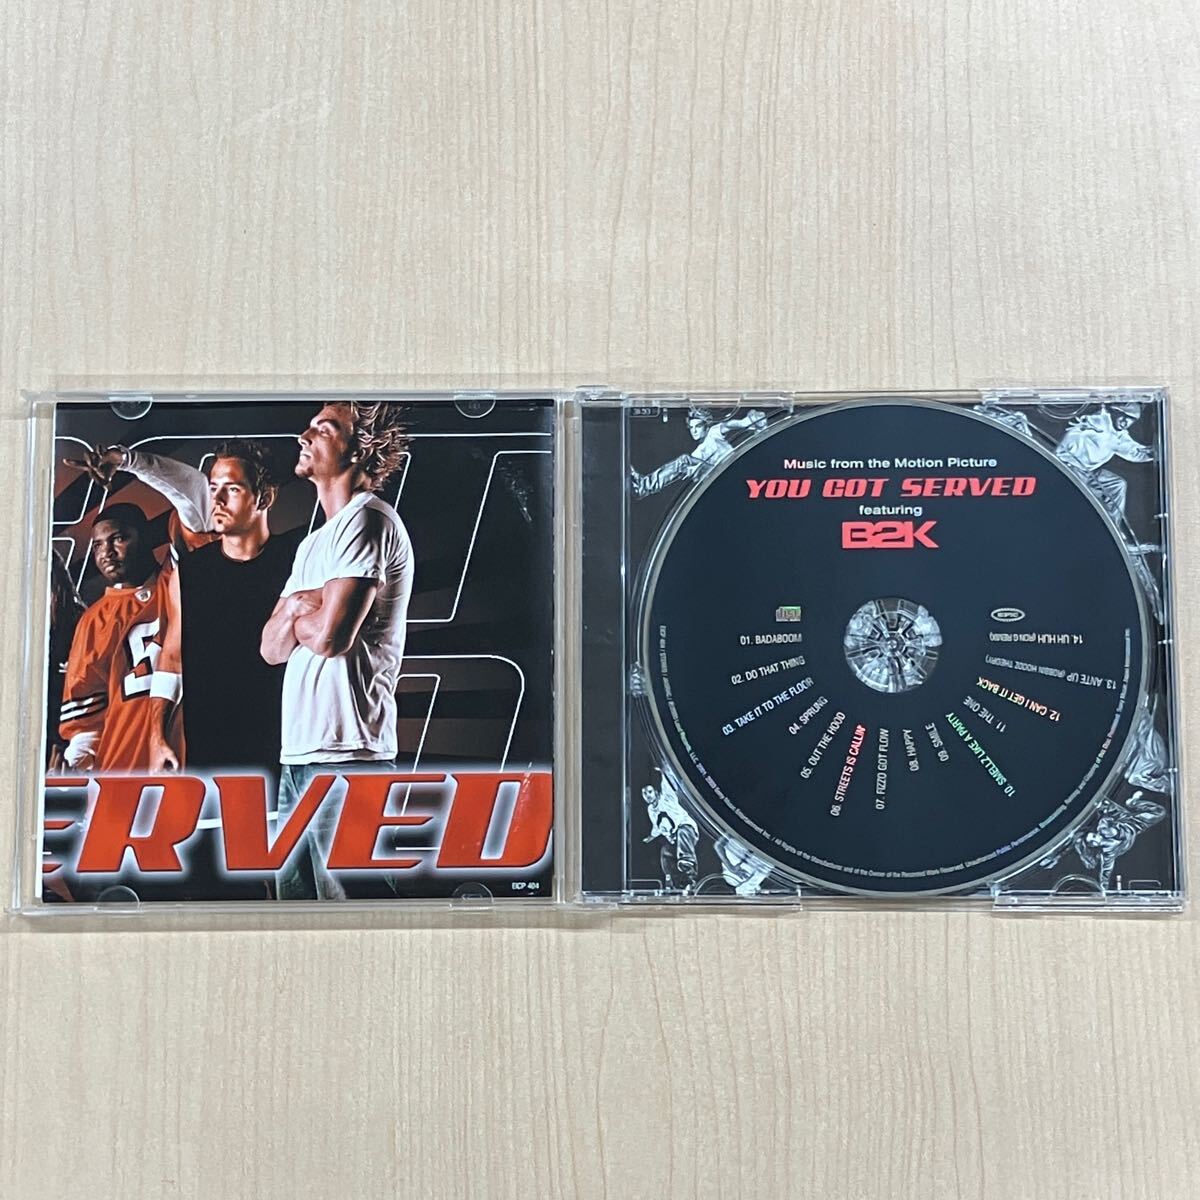 5
ERVED
EICP 404
Music from the Motion Picture
YOU GOT SERVED
featuring
B2K
EPIC
01. BADABOOM
02. DO THAT THING
03. TAKE IT TO THE FLOOR
04. SPRUNG
05. OUT THE HOOD
06. STREETS IS CALLIN'
07. FIZZO GOT FLOW
08. HAPPY
09. SMILE
10 SMELLZ LIKE A PARTY
11. THE ONE
12. CAN I GET IT BACK
13. ANTE UP (ROBBIN HOODZ THEORY)
14. UH HUH (RON G REMIX)